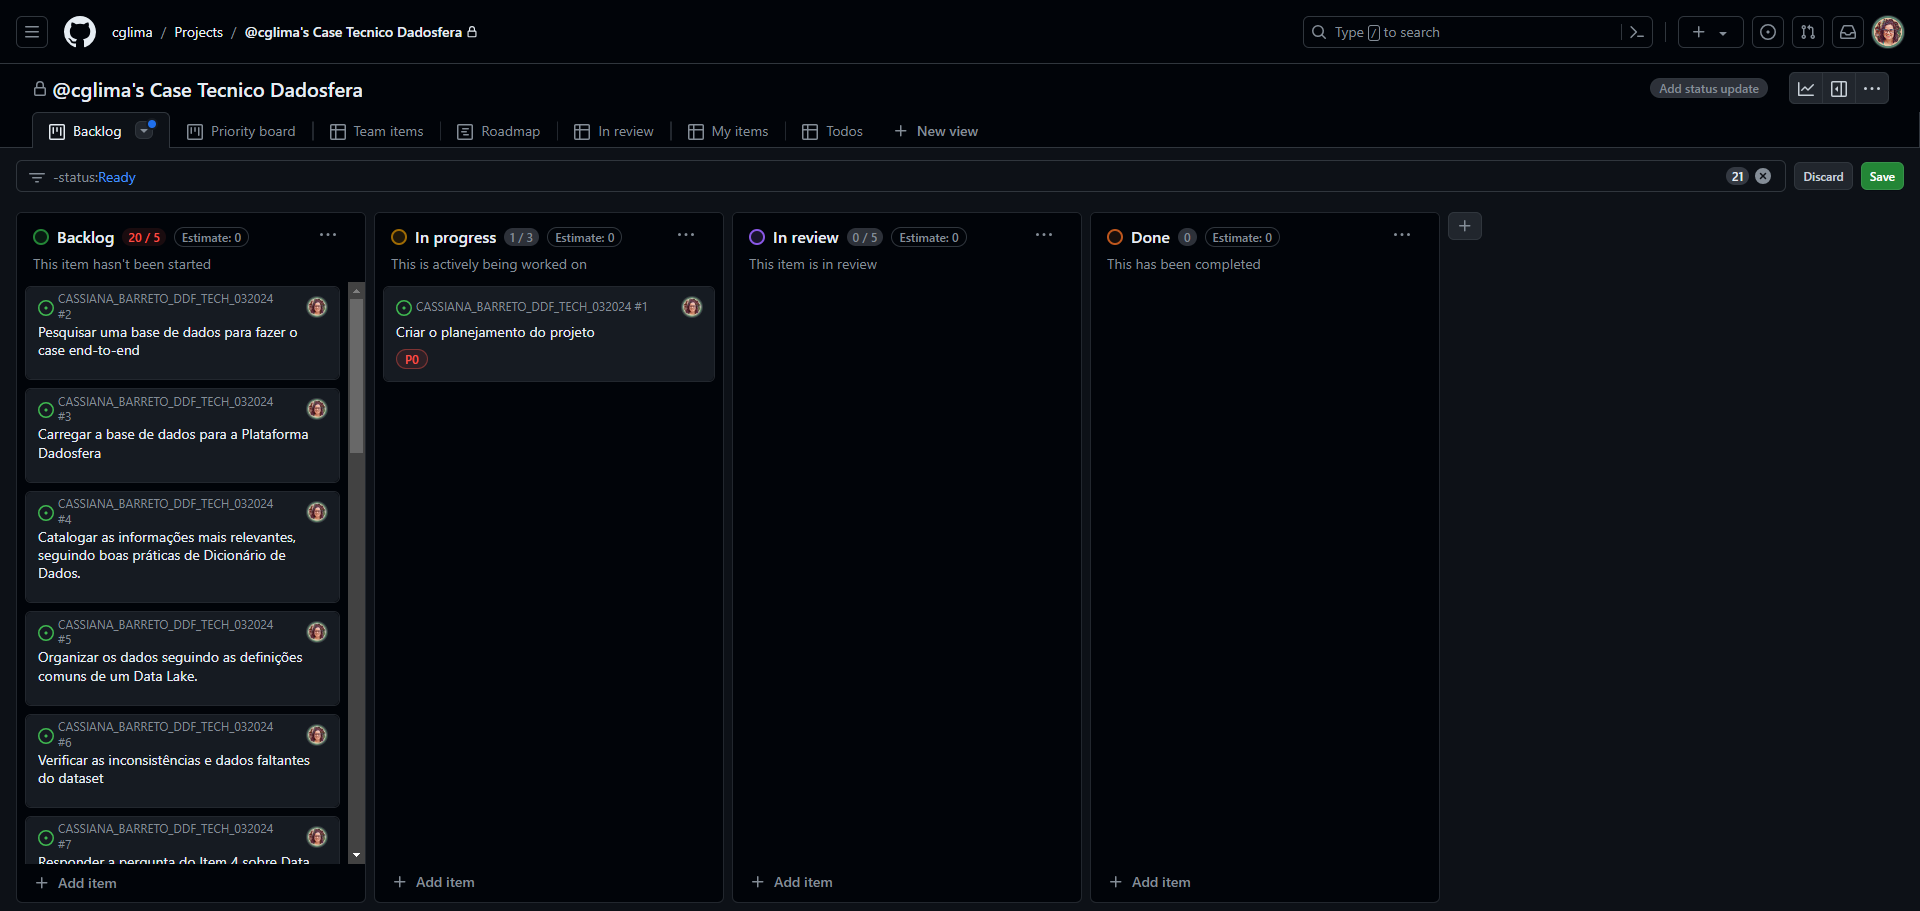 cglima / Projects / @cglima's Case Tecnico Dadosfera
Type / to search
@cglima's Case Tecnico Dadosfera
Add status update
Backlog
Priority board
Team items
Roadmap
In review
My items
Todos
New view
-status:Ready
21
Discard
Save
Backlog 20 / 5 Estimate: 0
This item hasn't been started
CASSIANA_BARRETO_DDF_TECH_032024
#2
Pesquisar uma base de dados para fazer o
case end-to-end
CASSIANA_BARRETO_DDF_TECH_032024
#3
Carregar a base de dados para a Plataforma
Dadosfera
CASSIANA_BARRETO_DDF_TECH_032024
#4
Catalogar as informações mais relevantes,
seguindo boas práticas de Dicionário de
Dados.
CASSIANA_BARRETO_DDF_TECH_032024
#5
Organizar os dados seguindo as definições
comuns de um Data Lake.
CASSIANA_BARRETO_DDF_TECH_032024
#6
Verificar as inconsistências e dados faltantes
do dataset
CASSIANA_BARRETO_DDF_TECH_032024
#7
Responder a pergunta do Item 4 sobre Data
Add item
In progress 1 / 3 Estimate: 0
This is actively being worked on
CASSIANA_BARRETO_DDF_TECH_032024 #1
Criar o planejamento do projeto
P0
Add item
In review 0 / 5 Estimate: 0
This item is in review
Add item
Done 0 Estimate: 0
This has been completed
Add item